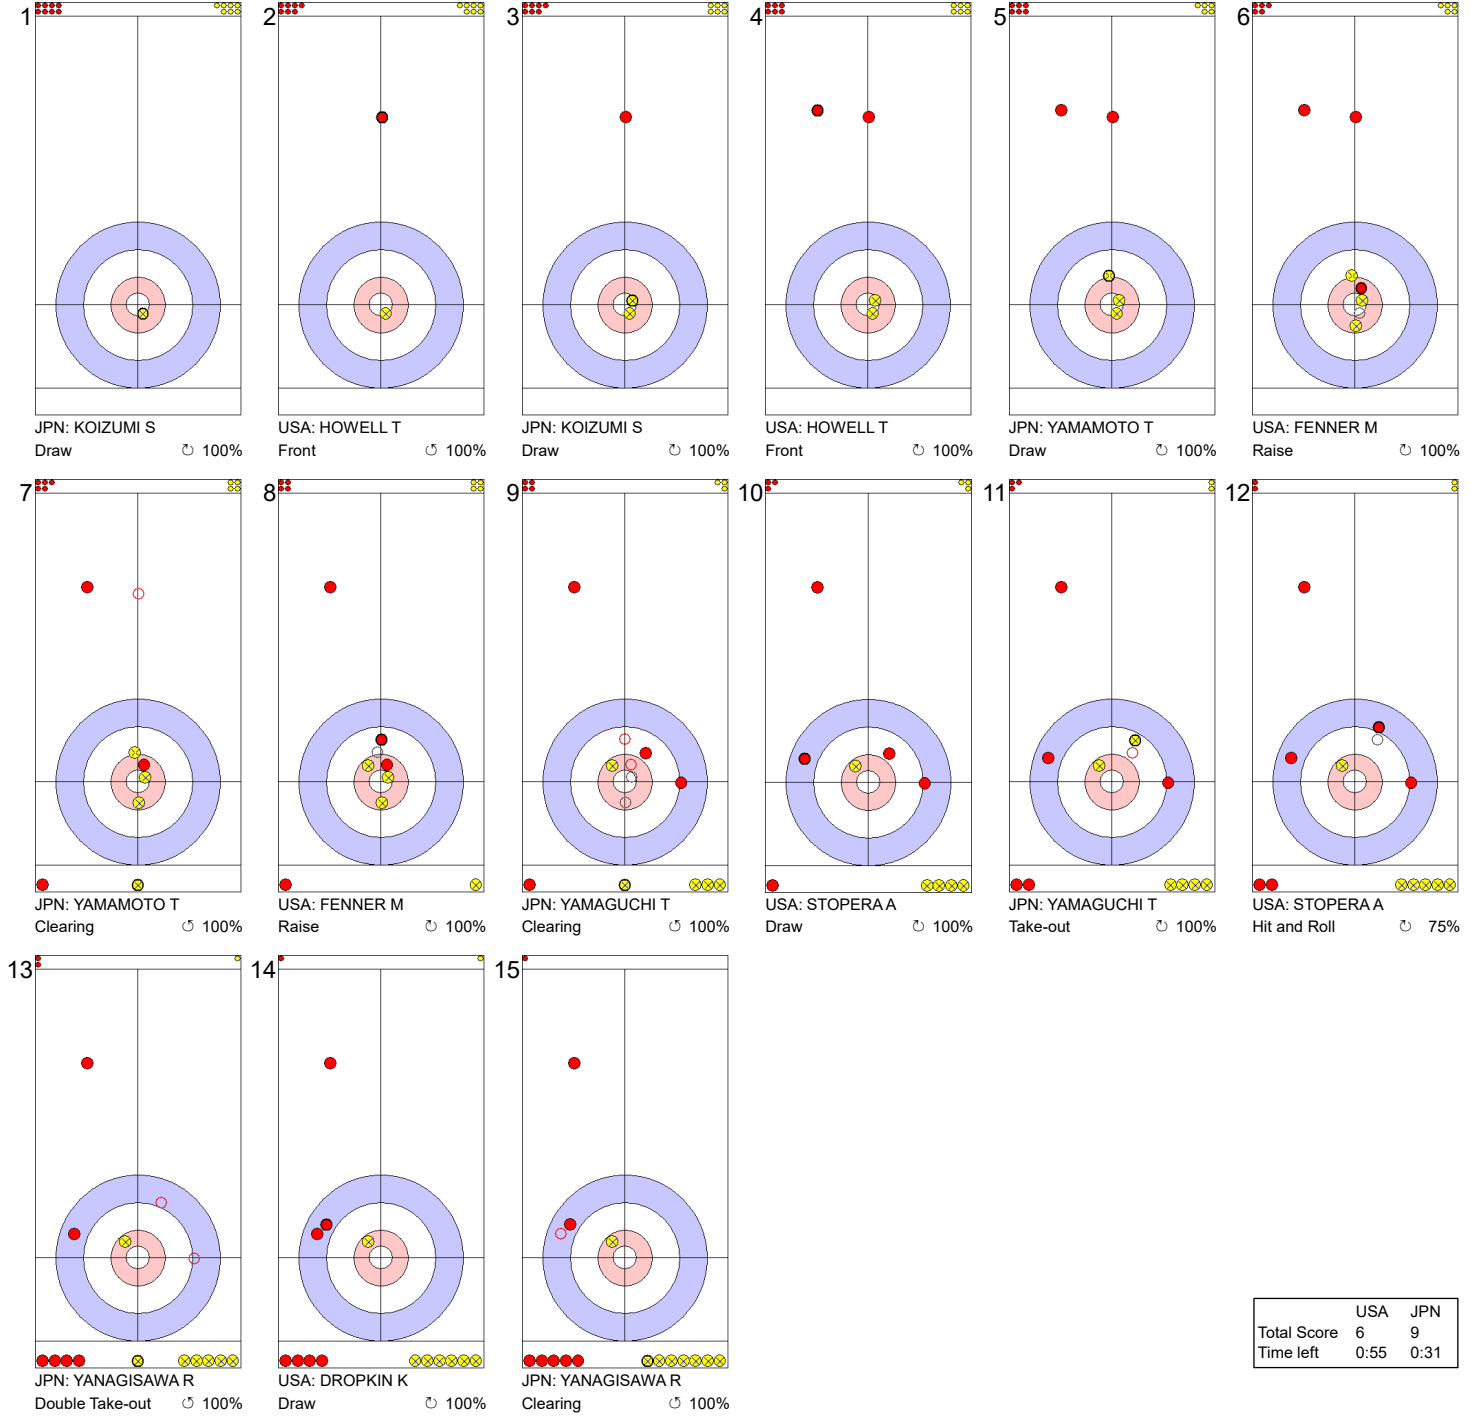 1
2
3
4
5
6
JPN: KOIZUMI S
Draw ↻ 100%
USA: HOWELL T
Front ↺ 100%
JPN: KOIZUMI S
Draw ↻ 100%
USA: HOWELL T
Front ↺ 100%
JPN: YAMAMOTO T
Draw ↺ 100%
USA: FENNER M
Raise ↻ 100%
7
8
9
10
11
12
JPN: YAMAMOTO T
Clearing ↺ 100%
USA: FENNER M
Raise ↻ 100%
JPN: YAMAGUCHI T
Clearing ↻ 100%
USA: STOPERA A
Draw ↻ 100%
JPN: YAMAGUCHI T
Take-out ↻ 100%
USA: STOPERA A
Hit and Roll ↻ 75%
13
14
15
JPN: YANAGISAWA R
Double Take-out ↺ 100%
USA: DROPKIN K
Draw ↺ 100%
JPN: YANAGISAWA R
Clearing ↺ 100%
USA JPN
Total Score 6 9
Time left 0:55 0:31